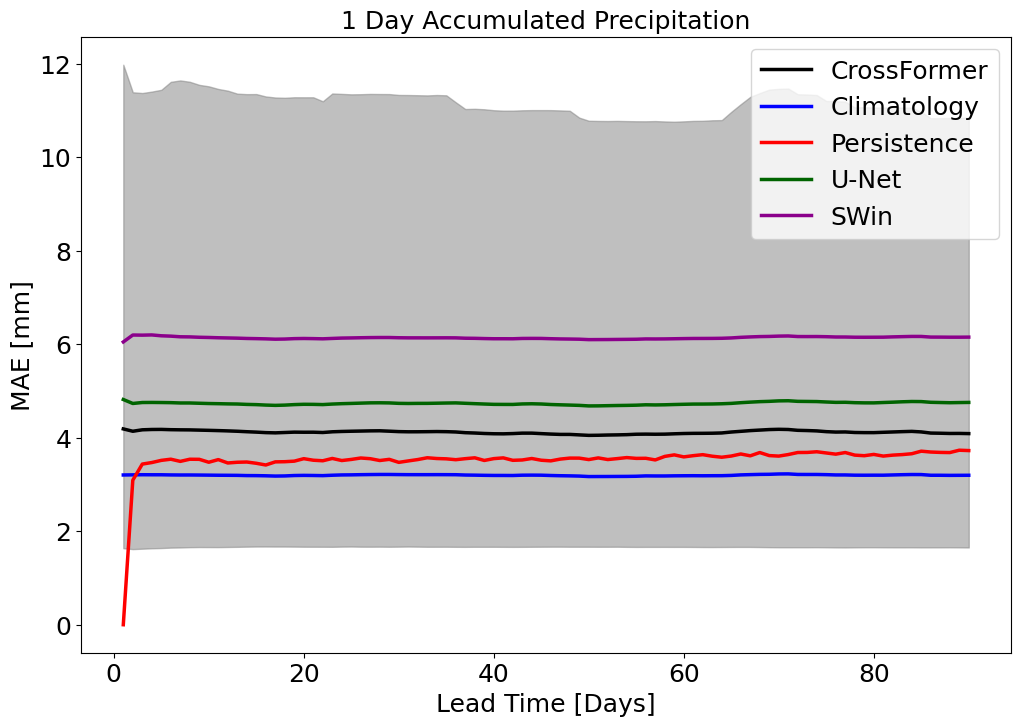 1 Day Accumulated Precipitation
CrossFormer
Climatology
Persistence
U-Net
SWin
MAE [mm]
12
10
8
6
4
2
0
0 20 40 60 80
Lead Time [Days]